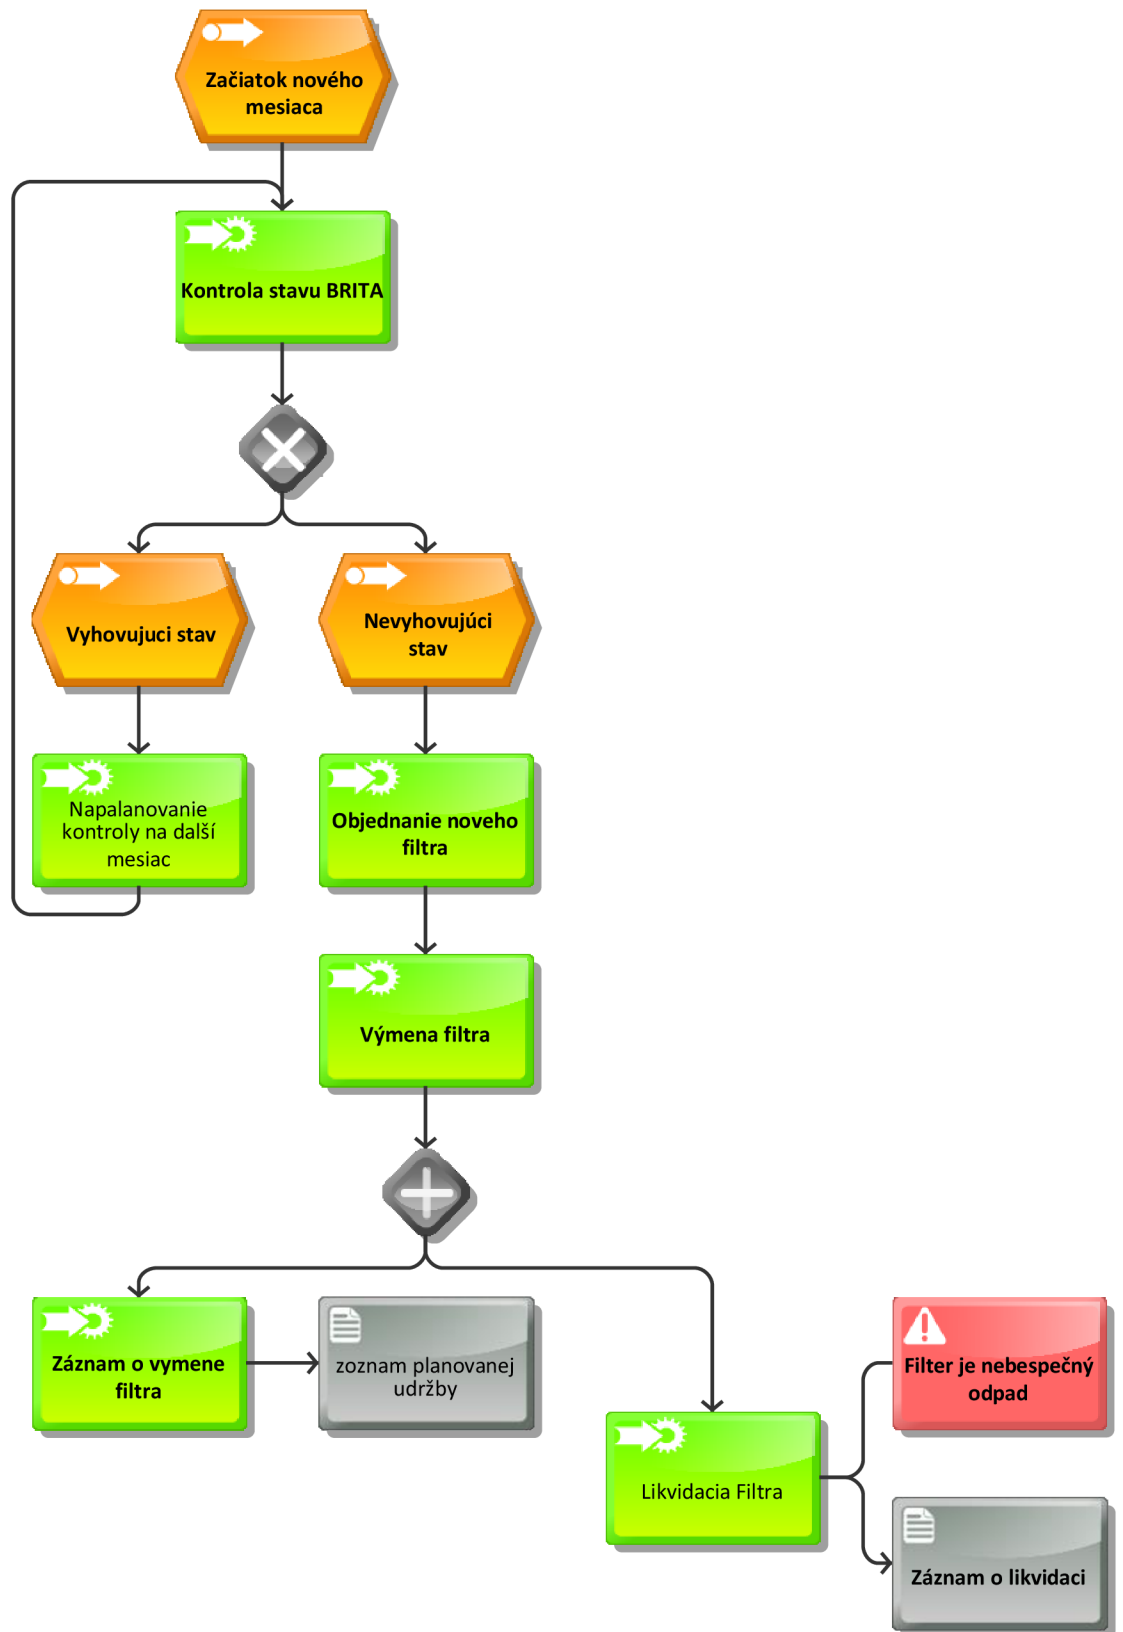 Začiatok nového
mesiaca
Kontrola stavu BRITA
Vyhovujuci stav
Nevyhovujúci
stav
Napalanovanie
kontroly na další
mesiac
Objednanie noveho
filtra
Výmena filtra
Záznam o vymene
filtra
zoznam planovanej
udržby
Filter je nebespečný
odpad
Likvidacia Filtra
Záznam o likvidaci